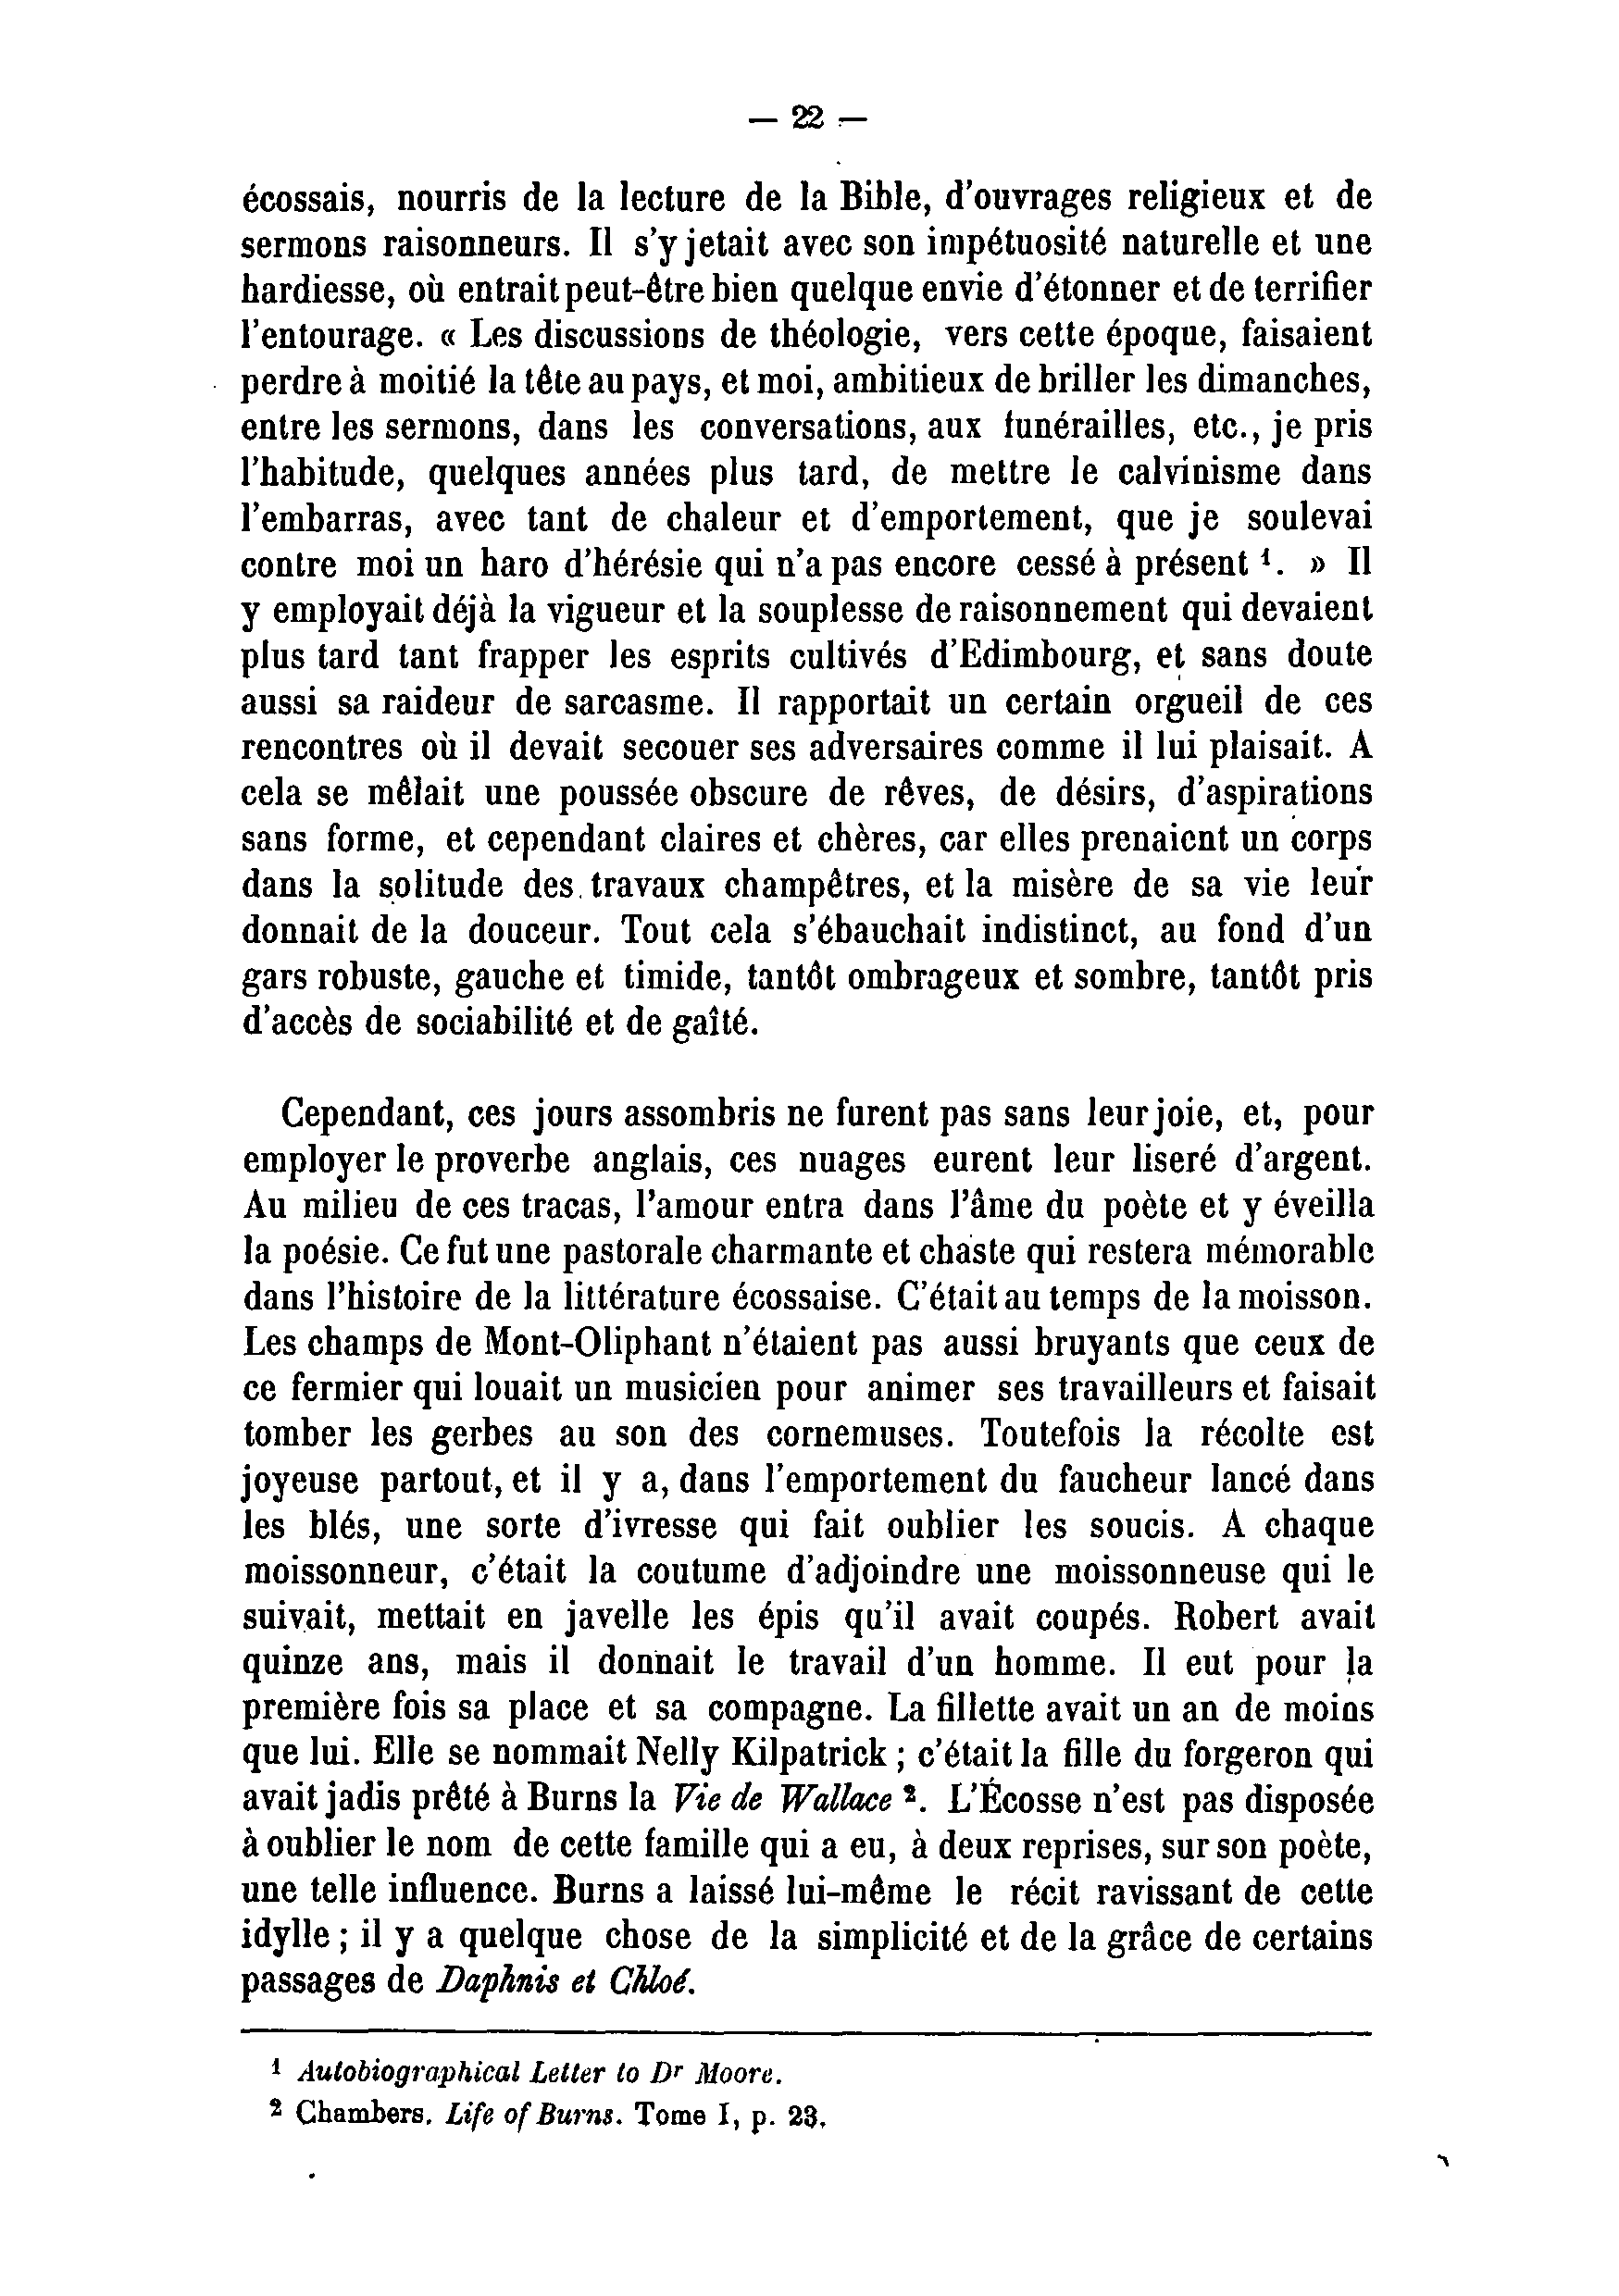 — 22 —
écossais, nourris de la lecture de la Bible, d'ouvrages religieux et de
sermons raisonneurs. Il s'y jetait avec son impétuosité naturelle et une
hardiesse, où entrait peut-être bien quelque envie d'étonner et de terrifier
l'entourage. « Les discussions de théologie, vers cette époque, faisaient
perdre à moitié la tête au pays, et moi, ambitieux de briller les dimanches,
entre les sermons, dans les conversations, aux funérailles, etc., je pris
l'habitude, quelques années plus tard, de mettre le calvinisme dans
l'embarras, avec tant de chaleur et d'emportement, que je soulevai
contre moi un haro d'hérésie qui n'a pas encore cessé à présent ¹. » Il
y employait déjà la vigueur et la souplesse de raisonnement qui devaient
plus tard tant frapper les esprits cultivés d'Edimbourg, et sans doute
aussi sa raideur de sarcasme. Il rapportait un certain orgueil de ces
rencontres où il devait secouer ses adversaires comme il lui plaisait. A
cela se mêlait une poussée obscure de rêves, de désirs, d'aspirations
sans forme, et cependant claires et chères, car elles prenaient un corps
dans la solitude des travaux champêtres, et la misère de sa vie leur
donnait de la douceur. Tout cela s'ébauchait indistinct, au fond d'un
gars robuste, gauche et timide, tantôt ombrageux et sombre, tantôt pris
d'accès de sociabilité et de gaîté.
Cependant, ces jours assombris ne furent pas sans leur joie, et, pour
employer le proverbe anglais, ces nuages eurent leur liseré d'argent.
Au milieu de ces tracas, l'amour entra dans l'âme du poète et y éveilla
la poésie. Ce fut une pastorale charmante et chaste qui restera mémorable
dans l'histoire de la littérature écossaise. C'était au temps de la moisson.
Les champs de Mont-Oliphant n'étaient pas aussi bruyants que ceux de
ce fermier qui louait un musicien pour animer ses travailleurs et faisait
tomber les gerbes au son des cornemuses. Toutefois la récolte est
joyeuse partout, et il y a, dans l'emportement du faucheur lancé dans
les blés, une sorte d'ivresse qui fait oublier les soucis. A chaque
moissonneur, c'était la coutume d'adjoindre une moissonneuse qui le
suivait, mettait en javelle les épis qu'il avait coupés. Robert avait
quinze ans, mais il donnait le travail d'un homme. Il eut pour la
première fois sa place et sa compagne. La fillette avait un an de moins
que lui. Elle se nommait Nelly Kilpatrick ; c'était la fille du forgeron qui
avait jadis prêté à Burns la Vie de Wallace ². L'Écosse n'est pas disposée
à oublier le nom de cette famille qui a eu, à deux reprises, sur son poète,
une telle influence. Burns a laissé lui-même le récit ravissant de cette
idylle ; il y a quelque chose de la simplicité et de la grâce de certains
passages de Daphnis et Chloé.
¹ Autobiographical Letter to Dʳ Moore.
² Chambers. Life of Burns. Tome I, p. 23.